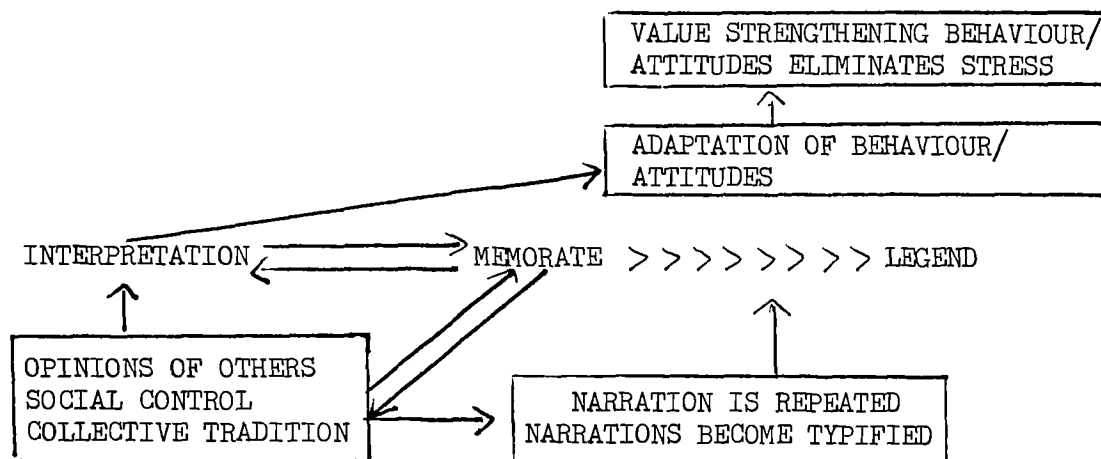 VALUE STRENGTHENING BEHAVIOUR/
ATTITUDES ELIMINATES STRESS
ADAPTATION OF BEHAVIOUR/
ATTITUDES
INTERPRETATION MEMORATE > > > > > > > > LEGEND
OPINIONS OF OTHERS
SOCIAL CONTROL
COLLECTIVE TRADITION
NARRATION IS REPEATED
NARRATIONS BECOME TYPIFIED